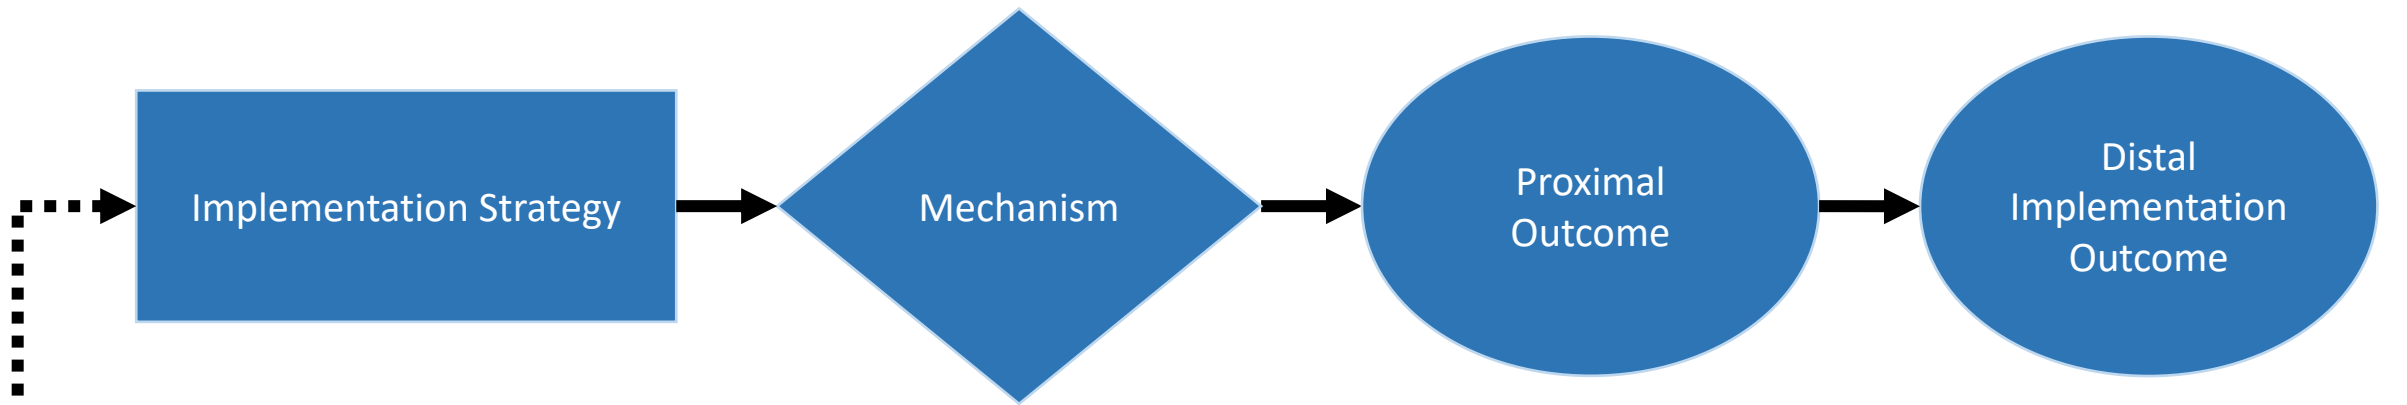 Implementation Strategy
Mechanism
Proximal
Outcome
Distal
Implementation
Outcome